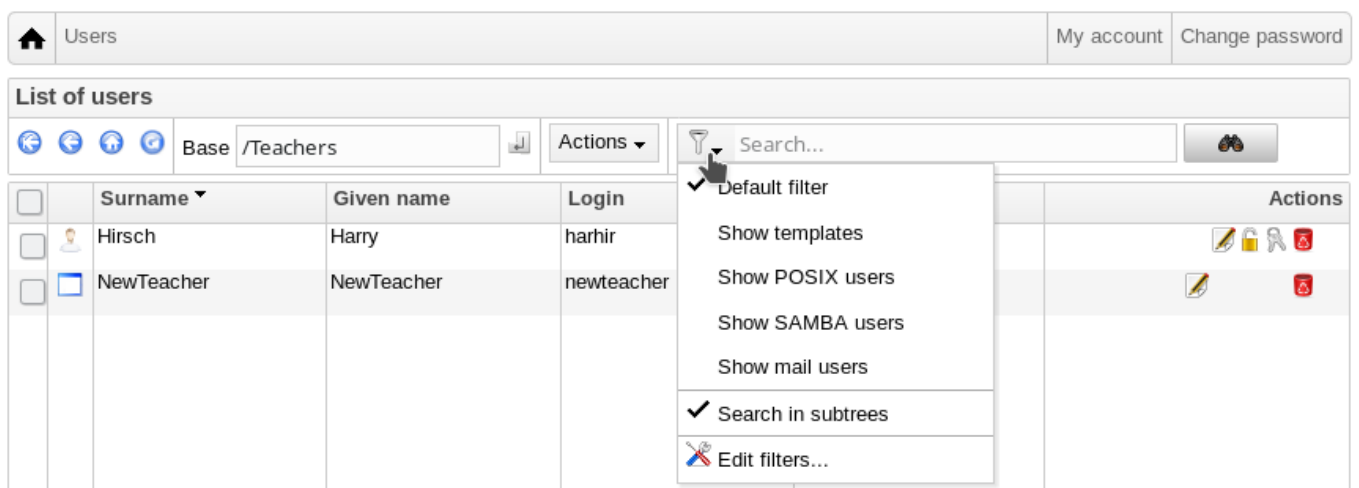 Users My account Change password
List of users
Base /Teachers Actions Search...
Surname Given name Login Actions
Hirsch Harry harhir
NewTeacher NewTeacher newteacher
Default filter
Show templates
Show POSIX users
Show SAMBA users
Show mail users
Search in subtrees
Edit filters...